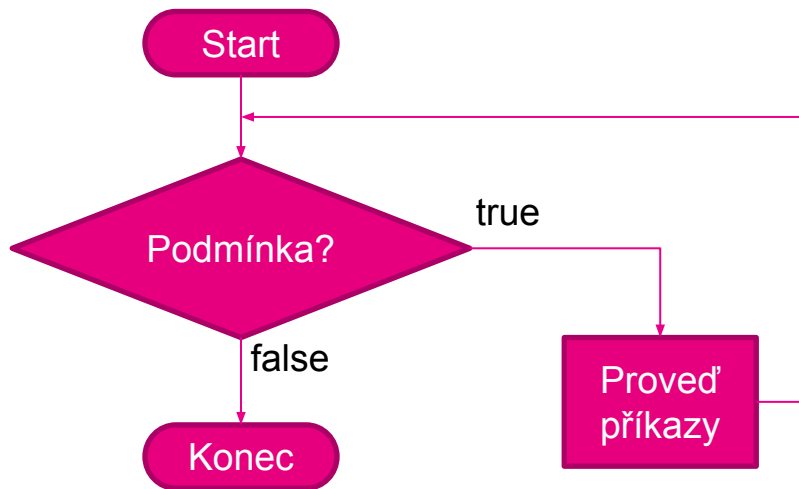 Start
Podmínka?
true
false
Proveď
příkazy
Konec